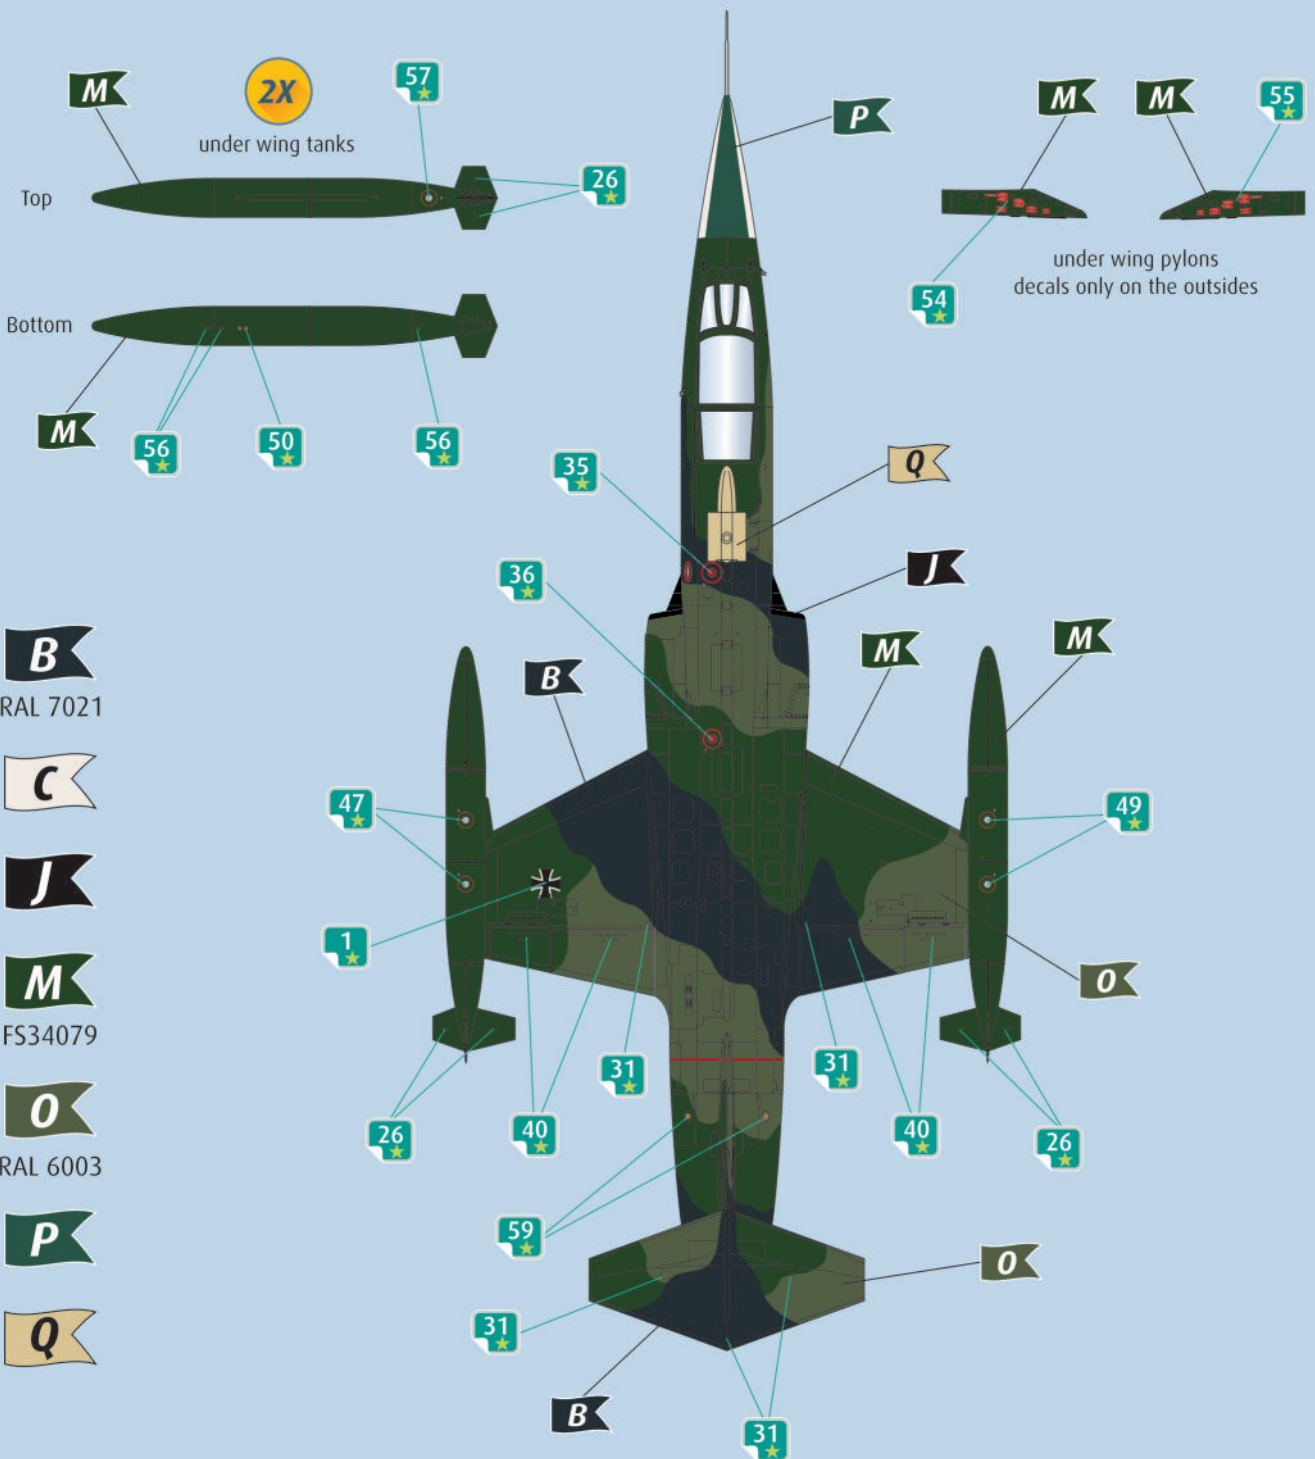 M
2X
57
under wing tanks
26
Top
Bottom
M
56
50
56
P
M
M
55
under wing pylons
decals only on the outsides
54
35
Q
36
J
B
RAL 7021
B
M
M
C
47
49
J
1
M
FS34079
O
31
31
O
RAL 6003
26
40
40
26
P
59
O
Q
31
B
31